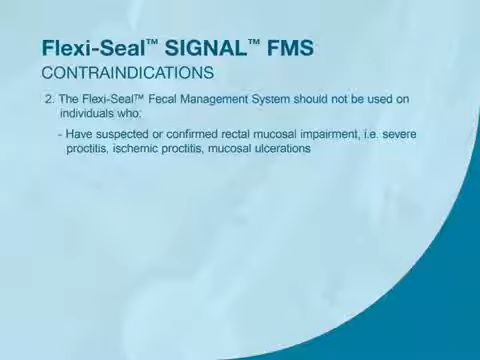 Flexi-Seal™ SIGNAL™ FMS
CONTRAINDICATIONS
2. The Flexi-Seal™ Fecal Management System should not be used on
individuals who;
- Have suspected or confirmed rectal mucosal impairment, i.e. severe
proctitis, ischemic proctitis, mucosal ulcerations